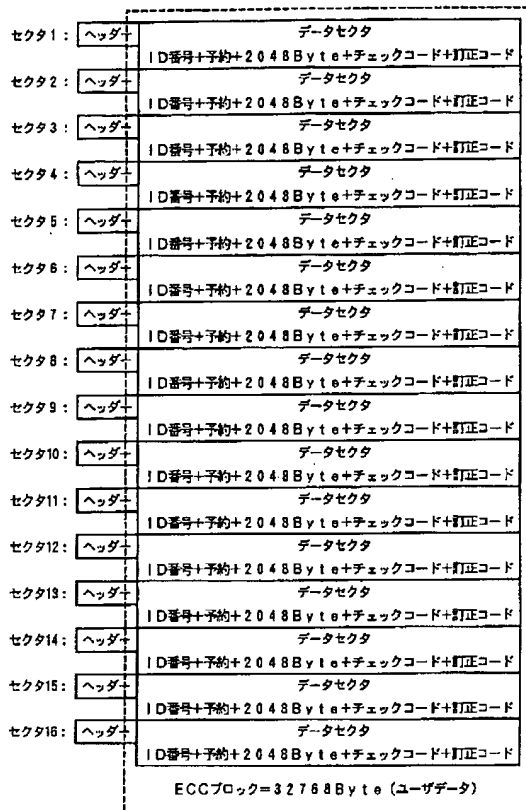 セクタ1: ヘッダー データセクタ
ID番号+予約+2048Byte+チェックコード+訂正コード
セクタ2: ヘッダー データセクタ
ID番号+予約+2048Byte+チェックコード+訂正コード
セクタ3: ヘッダー データセクタ
ID番号+予約+2048Byte+チェックコード+訂正コード
セクタ4: ヘッダー データセクタ
ID番号+予約+2048Byte+チェックコード+訂正コード
セクタ5: ヘッダー データセクタ
ID番号+予約+2048Byte+チェックコード+訂正コード
セクタ6: ヘッダー データセクタ
ID番号+予約+2048Byte+チェックコード+訂正コード
セクタ7: ヘッダー データセクタ
ID番号+予約+2048Byte+チェックコード+訂正コード
セクタ8: ヘッダー データセクタ
ID番号+予約+2048Byte+チェックコード+訂正コード
セクタ9: ヘッダー データセクタ
ID番号+予約+2048Byte+チェックコード+訂正コード
セクタ10: ヘッダー データセクタ
ID番号+予約+2048Byte+チェックコード+訂正コード
セクタ11: ヘッダー データセクタ
ID番号+予約+2048Byte+チェックコード+訂正コード
セクタ12: ヘッダー データセクタ
ID番号+予約+2048Byte+チェックコード+訂正コード
セクタ13: ヘッダー データセクタ
ID番号+予約+2048Byte+チェックコード+訂正コード
セクタ14: ヘッダー データセクタ
ID番号+予約+2048Byte+チェックコード+訂正コード
セクタ15: ヘッダー データセクタ
ID番号+予約+2048Byte+チェックコード+訂正コード
セクタ16: ヘッダー データセクタ
ID番号+予約+2048Byte+チェックコード+訂正コード
ECCブロック=32768Byte (ユーザデータ)